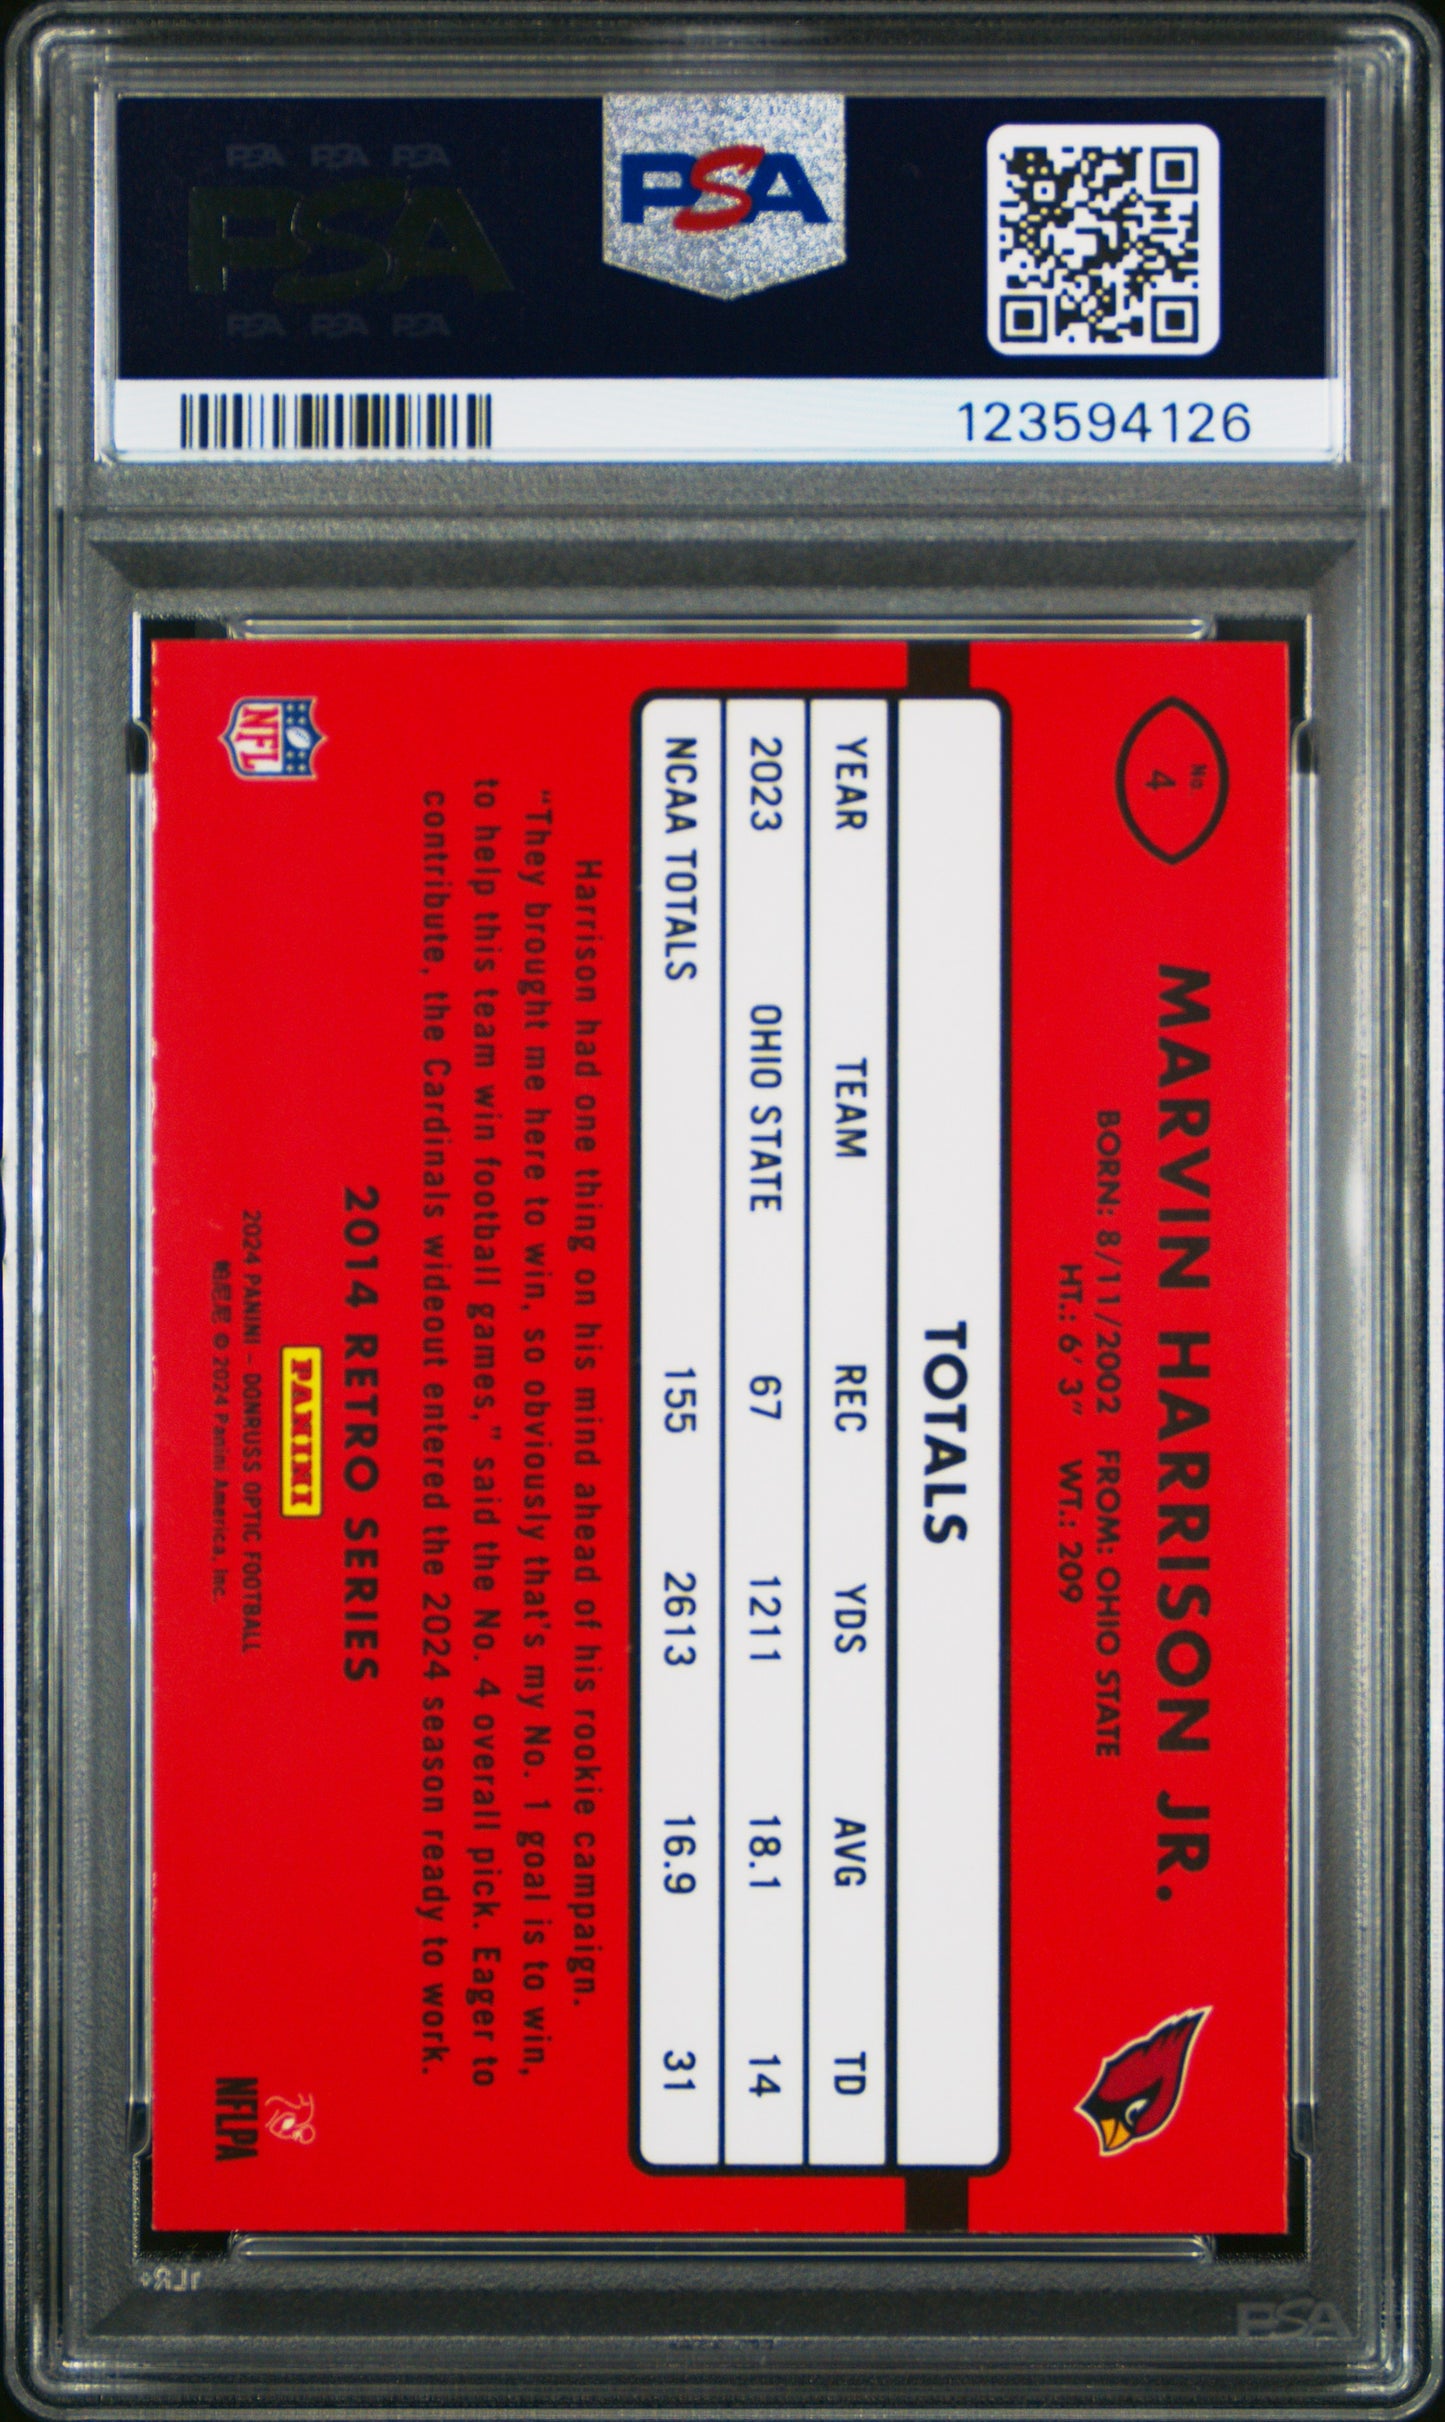 PSA PSA PSA
PSA
PSA PSA PSA
PSA
123594126
No.
4
MARVIN HARRISON JR.
BORN: 8/11/2002 FROM: OHIO STATE
HT.: 6' 3" WT.: 209
TOTALS
YEAR TEAM REC YDS AVG TD
2023 OHIO STATE 67 1211 18.1 14
NCAA TOTALS 155 2613 16.9 31
Harrison had one thing on his mind ahead of his rookie campaign.
“They brought me here to win, so obviously that's my No. 1 goal is to win,
to help this team win football games,” said the No. 4 overall pick. Eager to
contribute, the Cardinals wideout entered the 2024 season ready to work.
2014 RETRO SERIES
PANINI
2024 PANINI – DONRUSS OPTIC FOOTBALL
帕尼尼 © 2024 Panini America, Inc.
NFL
NFLPA
PSA